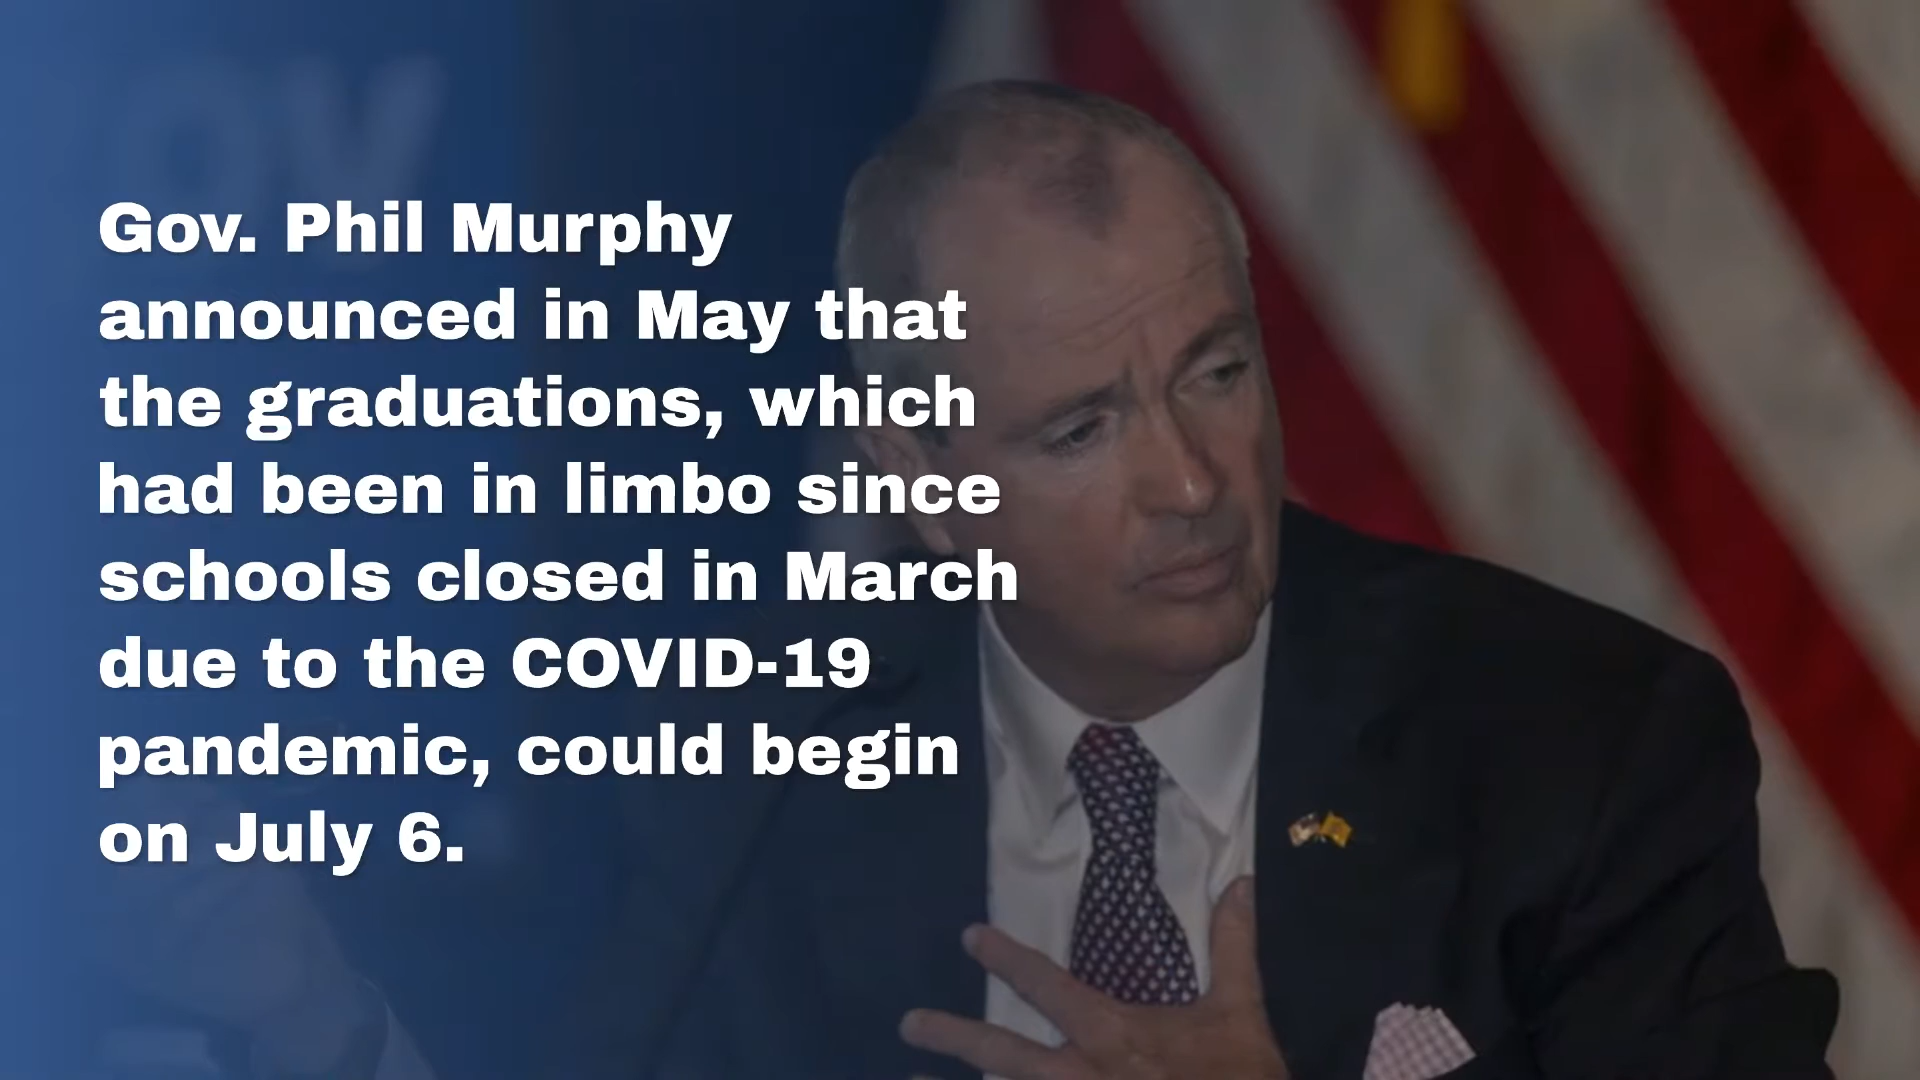 OV
Gov. Phil Murphy
announced in May that
the graduations, which
had been in limbo since
schools closed in March
due to the COVID-19
pandemic, could begin
on July 6.